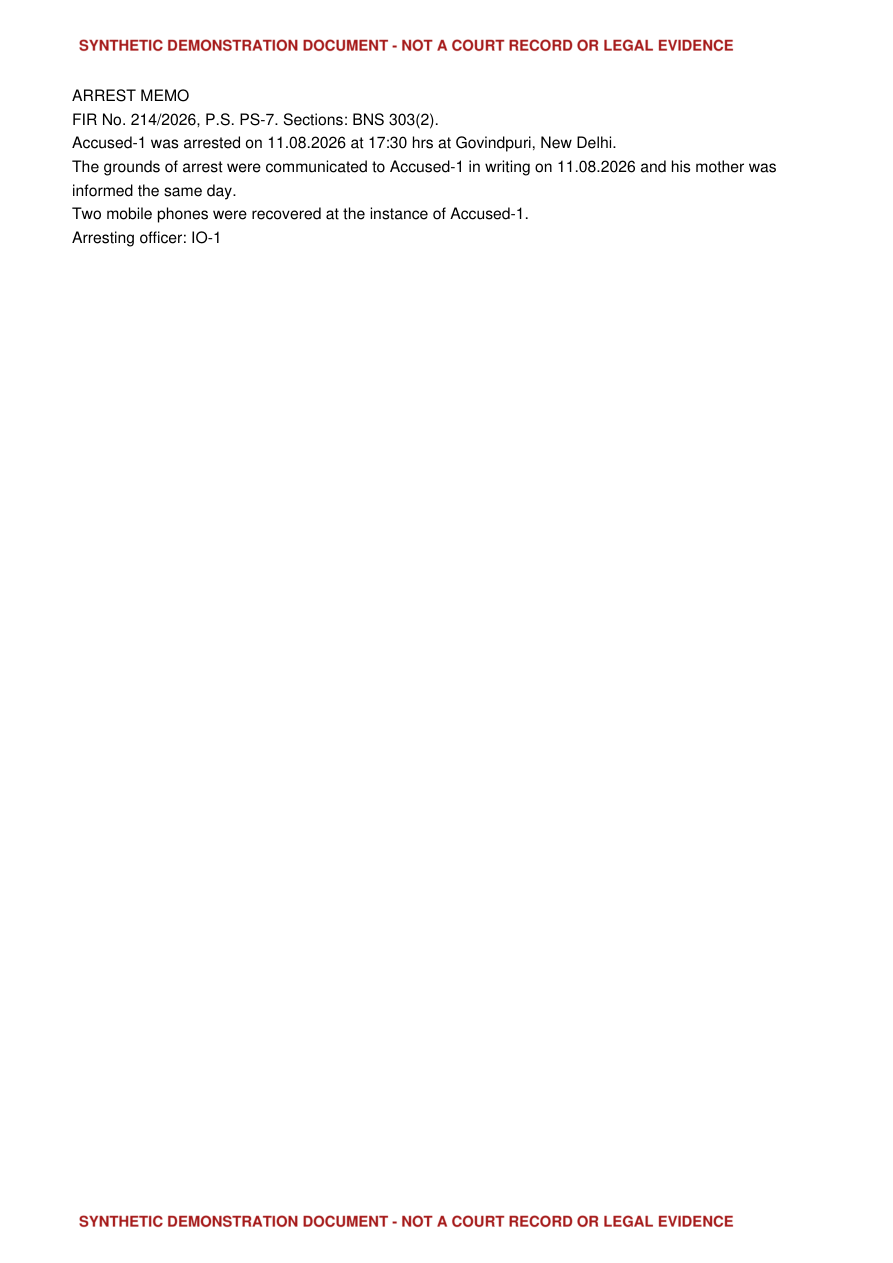 SYNTHETIC DEMONSTRATION DOCUMENT - NOT A COURT RECORD OR LEGAL EVIDENCE
ARREST MEMO
FIR No. 214/2026, P.S. PS-7. Sections: BNS 303(2).
Accused-1 was arrested on 11.08.2026 at 17:30 hrs at Govindpuri, New Delhi.
The grounds of arrest were communicated to Accused-1 in writing on 11.08.2026 and his mother was
informed the same day.
Two mobile phones were recovered at the instance of Accused-1.
Arresting officer: IO-1
SYNTHETIC DEMONSTRATION DOCUMENT - NOT A COURT RECORD OR LEGAL EVIDENCE